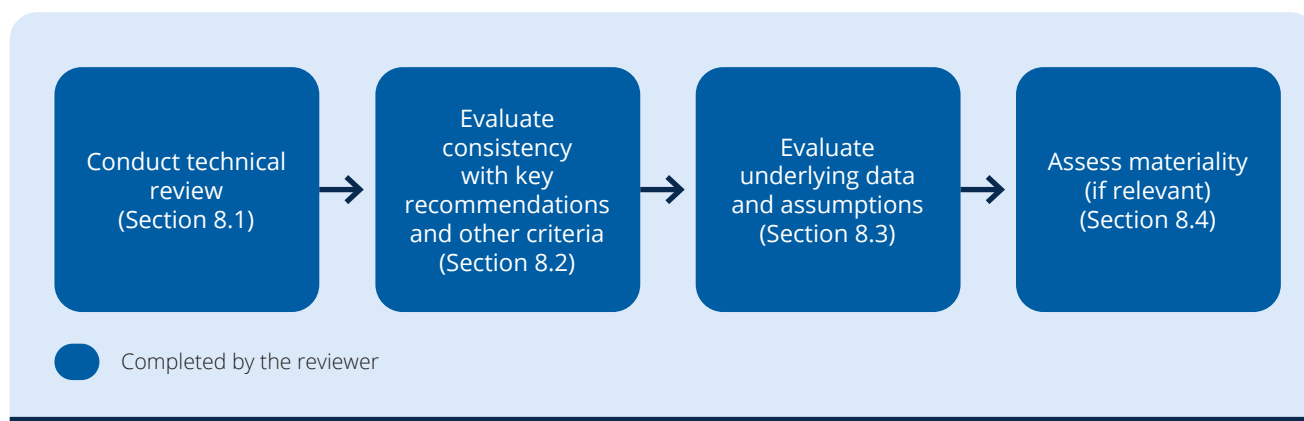 Conduct technical
review
(Section 8.1)
Evaluate
consistency
with key
recommendations
and other criteria
(Section 8.2)
Evaluate
underlying data
and assumptions
(Section 8.3)
Assess materiality
(if relevant)
(Section 8.4)
Completed by the reviewer